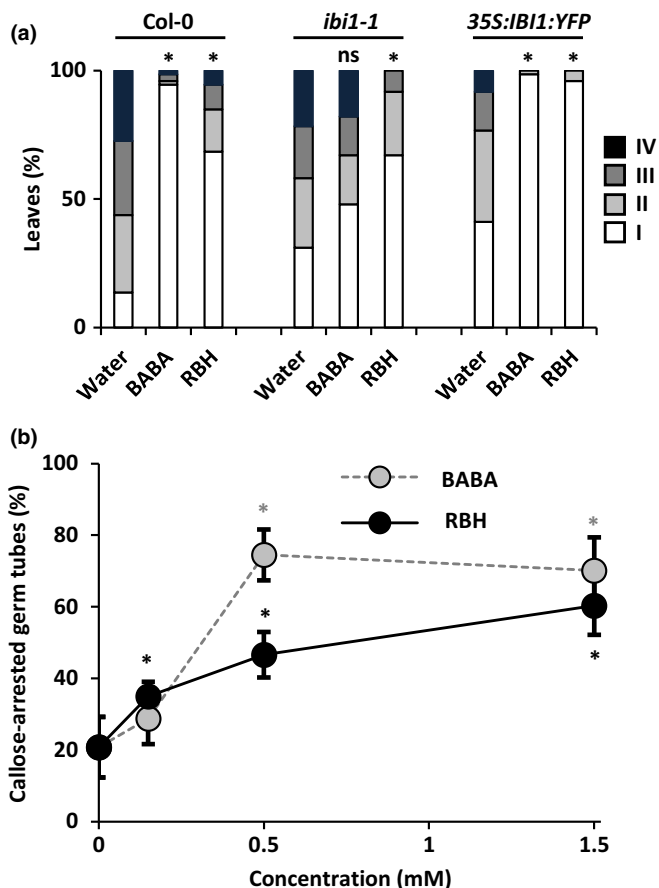 (a)
Col-0 ibi1-1 35S:IBI1:YFP
* * ns * * *
100
50
0
Leaves (%)
IV
III
II
I
Water BABA RBH Water BABA RBH Water BABA RBH
(b)
100
80
60
40
20
0
Callose-arrested germ tubes (%)
BABA
RBH
* * * * *
0 0.5 1 1.5
Concentration (mM)